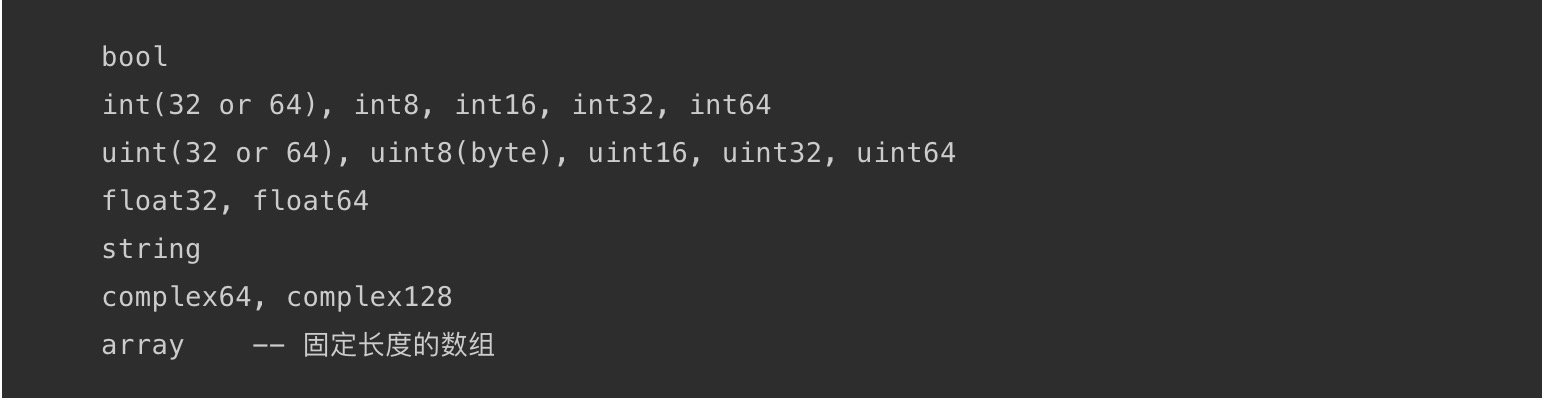 bool
int(32 or 64), int8, int16, int32, int64
uint(32 or 64), uint8(byte), uint16, uint32, uint64
float32, float64
string
complex64, complex128
array    -- 固定长度的数组